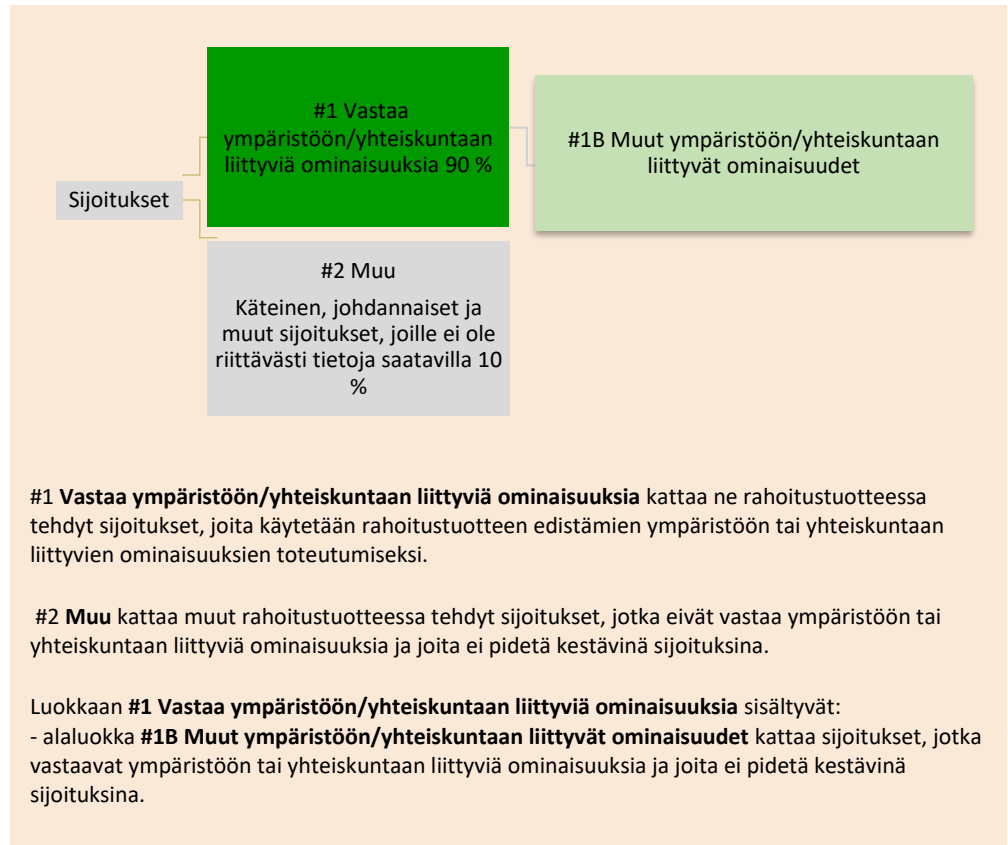 #1 Vastaa
ympäristöön/yhteiskuntaan
liittyviä ominaisuuksia 90 %
#1B Muut ympäristöön/yhteiskuntaan
liittyvät ominaisuudet
Sijoitukset
#2 Muu
Käteinen, johdannaiset ja
muut sijoitukset, joille ei ole
riittävästi tietoja saatavilla 10
%
#1 Vastaa ympäristöön/yhteiskuntaan liittyviä ominaisuuksia kattaa ne rahoitustuotteessa
tehdyt sijoitukset, joita käytetään rahoitustuotteen edistämien ympäristöön tai yhteiskuntaan
liittyvien ominaisuuksien toteutumiseksi.
#2 Muu kattaa muut rahoitustuotteessa tehdyt sijoitukset, jotka eivät vastaa ympäristöön tai
yhteiskuntaan liittyviä ominaisuuksia ja joita ei pidetä kestävinä sijoituksina.
Luokkaan #1 Vastaa ympäristöön/yhteiskuntaan liittyviä ominaisuuksia sisältyvät:
- alaluokka #1B Muut ympäristöön/yhteiskuntaan liittyvät ominaisuudet kattaa sijoitukset, jotka
vastaavat ympäristöön tai yhteiskuntaan liittyviä ominaisuuksia ja joita ei pidetä kestävinä
sijoituksina.